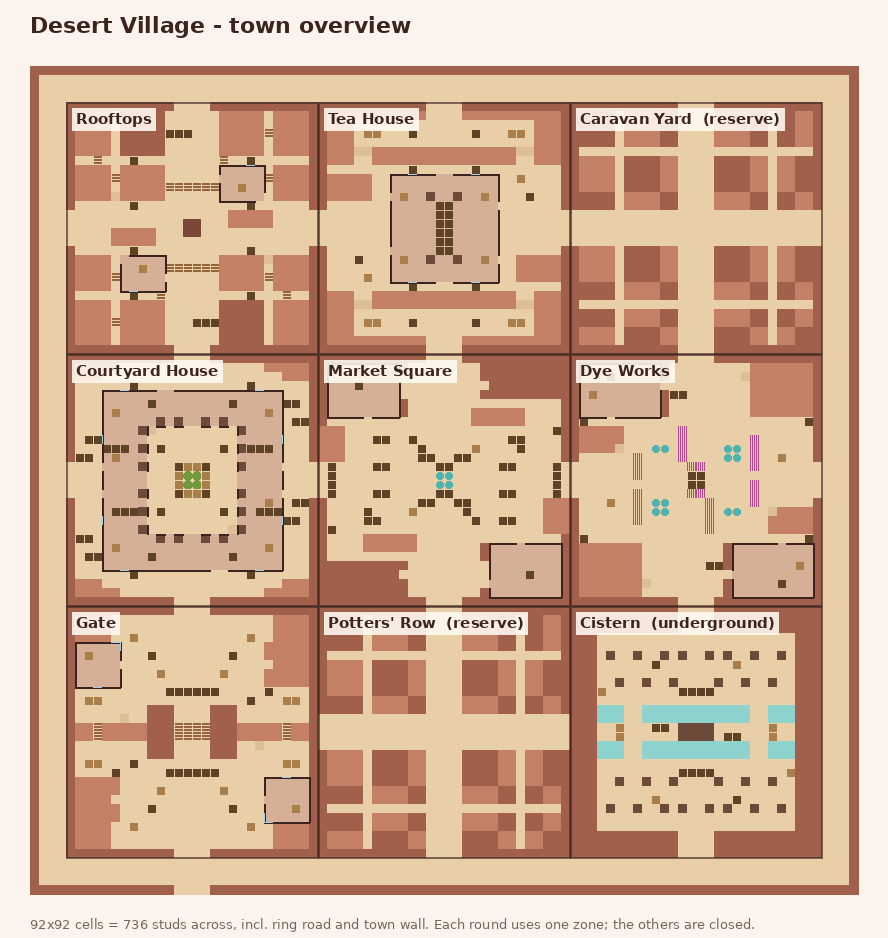 Desert Village - town overview
Rooftops
Tea House
Caravan Yard (reserve)
Courtyard House
Market Square
Dye Works
Gate
Potters' Row (reserve)
Cistern (underground)
92x92 cells = 736 studs across, incl. ring road and town wall. Each round uses one zone; the others are closed.